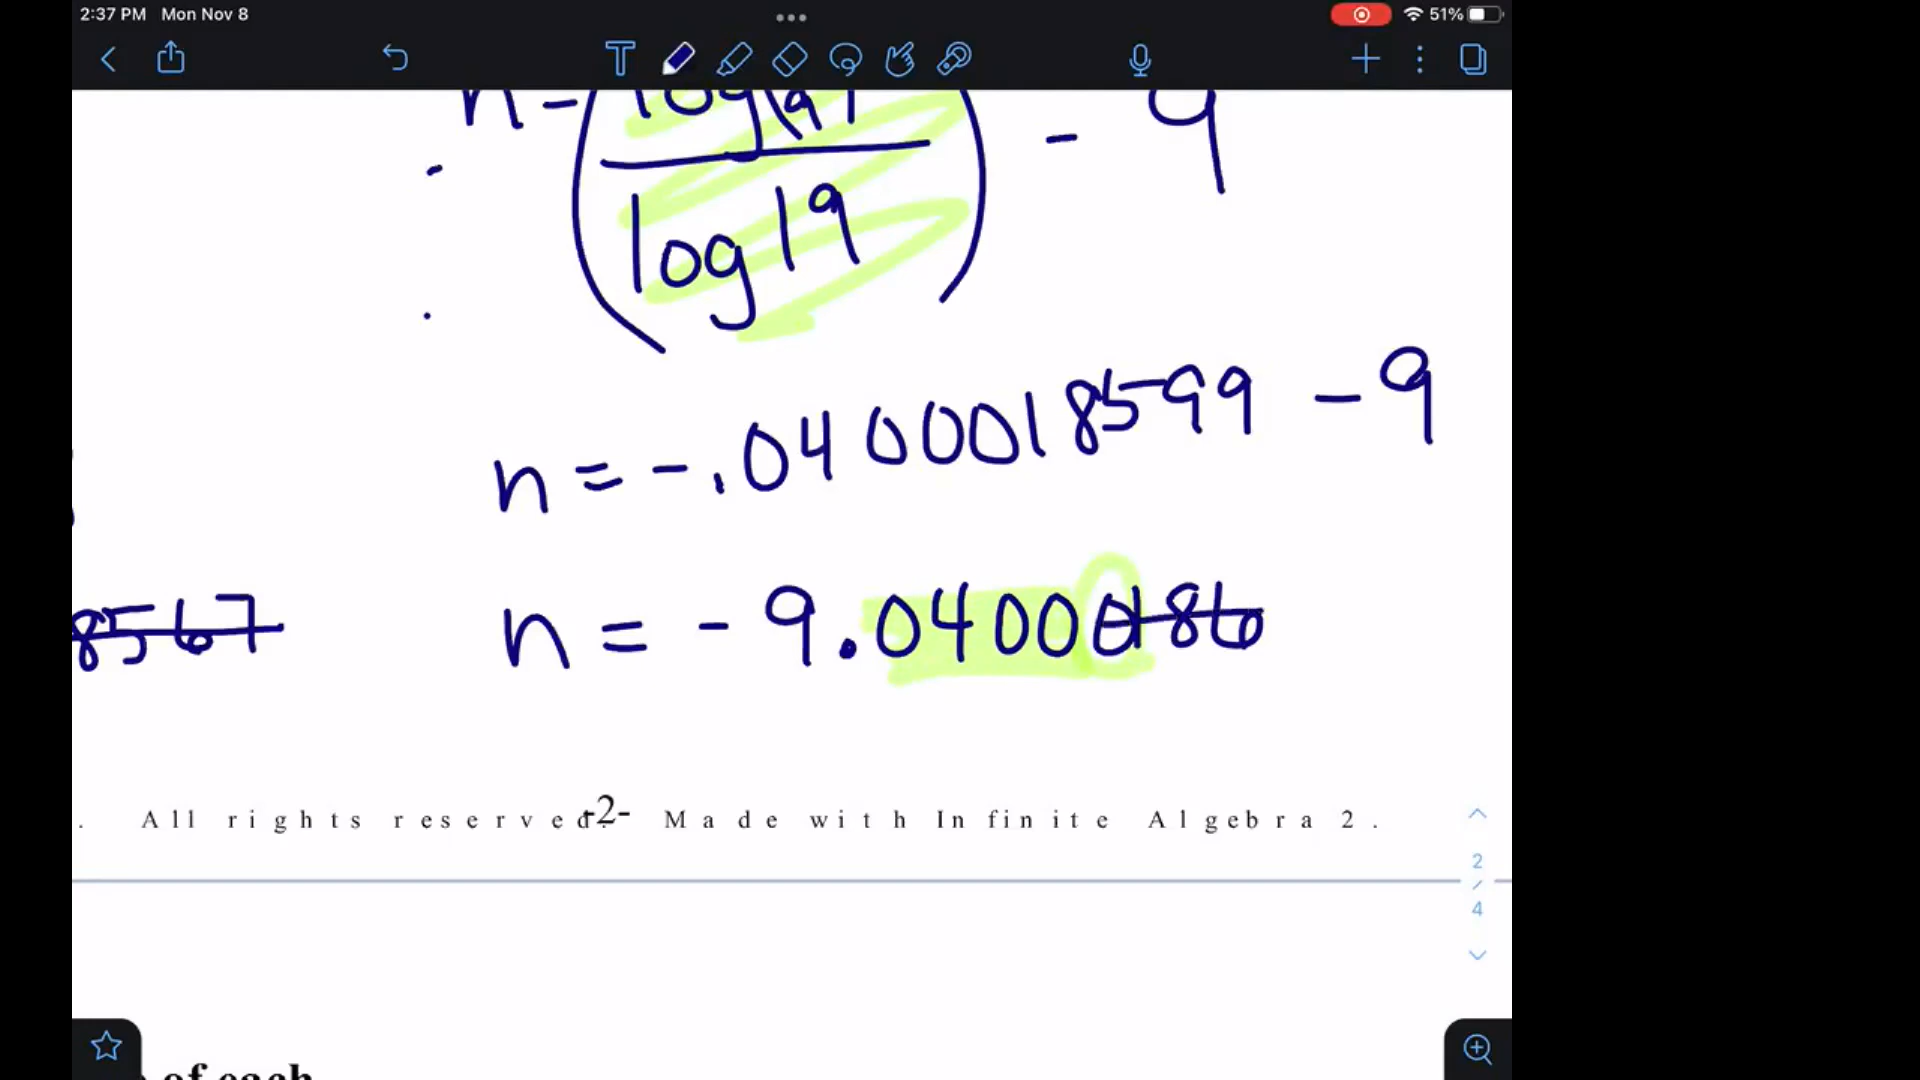 2:37 PM Mon Nov 8
51%
- 9
log 19
n = -.0400018599 - 9
8567
n = - 9.04000186
. All rights reserved. -2- Made with Infinite Algebra 2.
2
/
4
of each